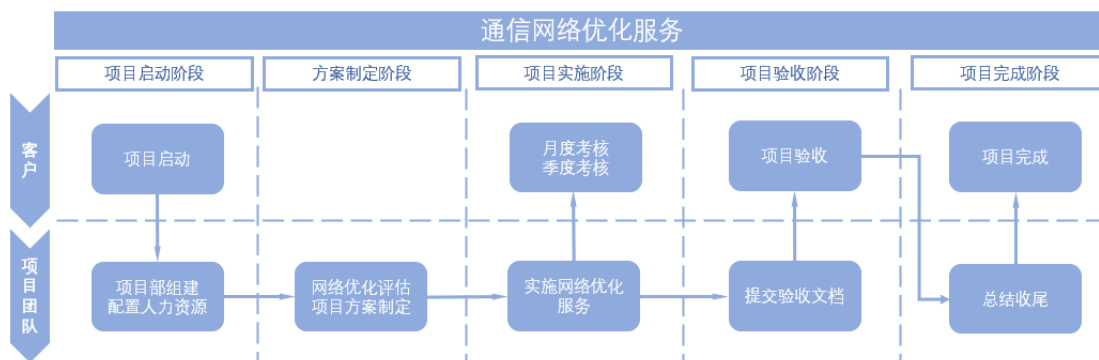 通信网络优化服务
项目启动阶段
方案制定阶段
项目实施阶段
项目验收阶段
项目完成阶段
客户
项目启动
月度考核
季度考核
项目验收
项目完成
项目团队
项目部组建
配置人力资源
网络优化评估
项目方案制定
实施网络优化
服务
提交验收文档
总结收尾